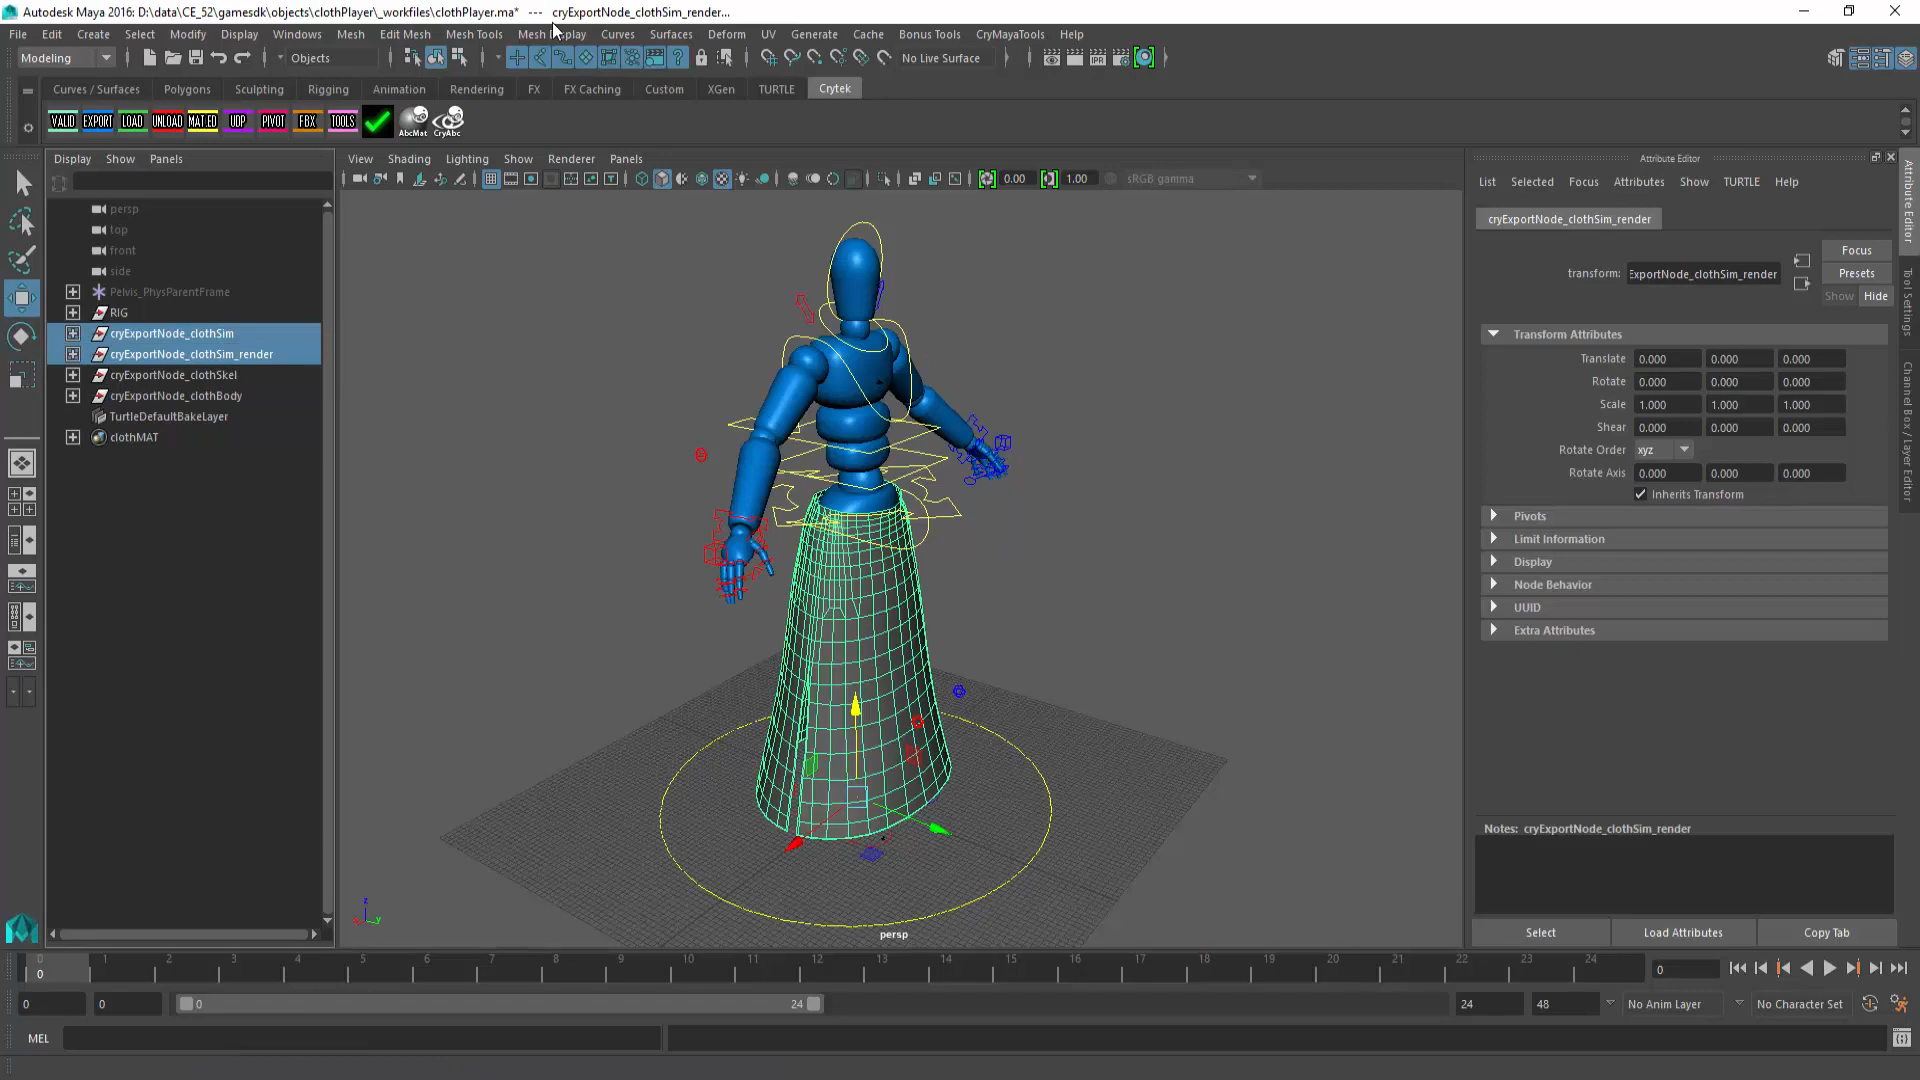 Autodesk Maya 2016: D:\data\CE_52\gamesdk\objects\clothPlayer\_workfiles\clothPlayer.ma* --- cryExportNode_clothSim_render...
File Edit Create Select Modify Display Windows Mesh Edit Mesh Mesh Tools Mesh Display Curves Surfaces Deform UV Generate Cache Bonus Tools CryMayaTools Help
Modeling Objects No Live Surface IPR
Curves / Surfaces Polygons Sculpting Rigging Animation Rendering FX FX Caching Custom XGen TURTLE Crytek
VALID EXPORT LOAD UNLOAD MAT.ED UDP PIVOT FBX TOOLS AbcMat CryAbc
Display Show Panels
View Shading Lighting Show Renderer Panels
0.00 1.00 sRGB gamma
persp
top
front
side
Pelvis_PhysParentFrame
RIG
cryExportNode_clothSim
cryExportNode_clothSim_render
cryExportNode_clothSkel
cryExportNode_clothBody
TurtleDefaultBakeLayer
clothMAT
z
x y
persp
Attribute Editor
List Selected Focus Attributes Show TURTLE Help
cryExportNode_clothSim_render
Focus
transform: ExportNode_clothSim_render Presets
Show Hide
Transform Attributes
Translate 0.000 0.000 0.000
Rotate 0.000 0.000 0.000
Scale 1.000 1.000 1.000
Shear 0.000 0.000 0.000
Rotate Order xyz
Rotate Axis 0.000 0.000 0.000
Inherits Transform
Pivots
Limit Information
Display
Node Behavior
UUID
Extra Attributes
Notes: cryExportNode_clothSim_render
Select Load Attributes Copy Tab
Attribute Editor
Tool Settings
Channel Box / Layer Editor
0 1 2 3 4 5 6 7 8 9 10 11 12 13 14 15 16 17 18 19 20 21 22 23 24
0 0
0 0 0 24 24 48 No Anim Layer No Character Set
MEL